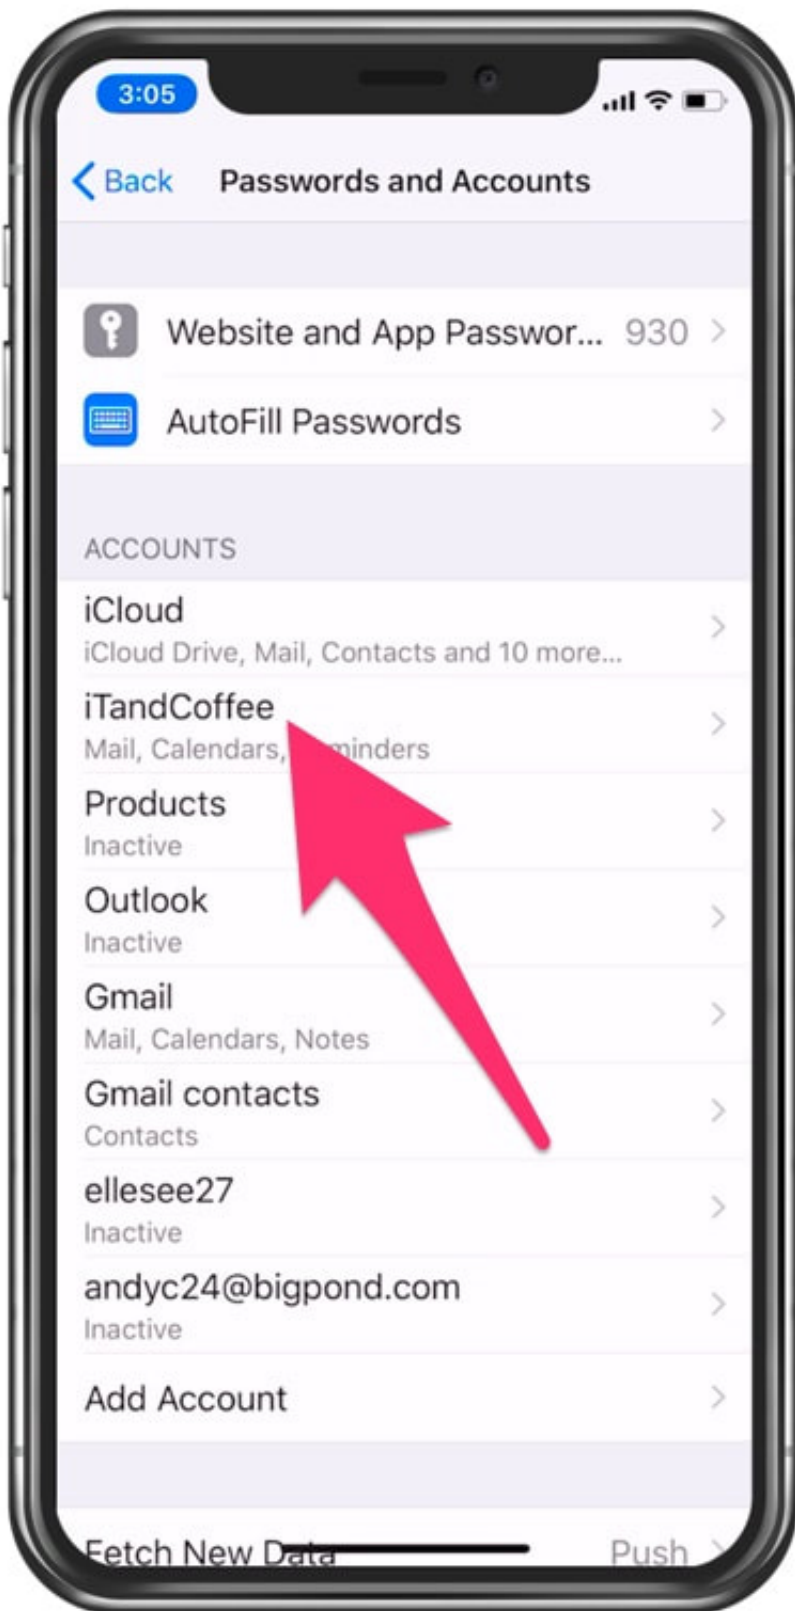 3:05
Back Passwords and Accounts
Website and App Passwor... 930
AutoFill Passwords
ACCOUNTS
iCloud
iCloud Drive, Mail, Contacts and 10 more...
iTandCoffee
Mail, Calendars, minders
Products
Inactive
Outlook
Inactive
Gmail
Mail, Calendars, Notes
Gmail contacts
Contacts
ellesee27
Inactive
andyc24@bigpond.com
Inactive
Add Account
Fetch New Data Push